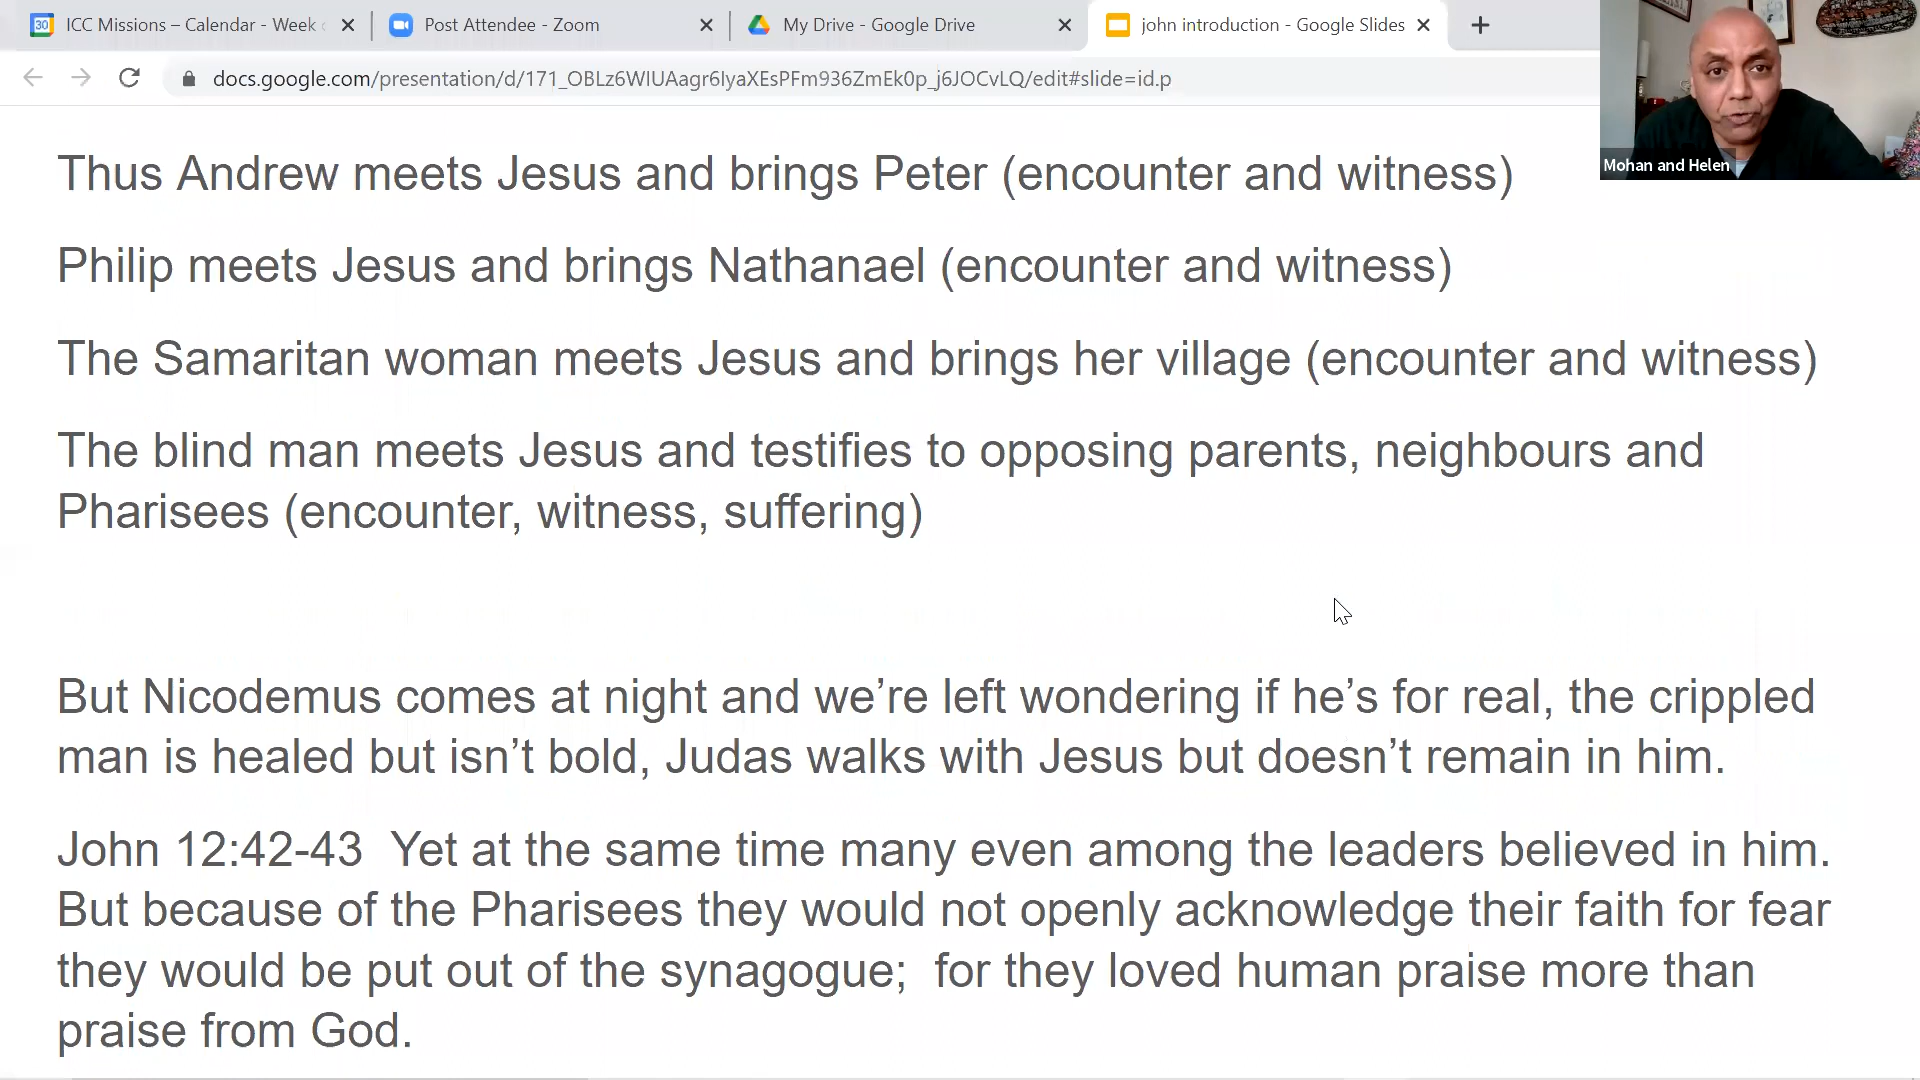 ICC Missions – Calendar - Week
Post Attendee - Zoom
My Drive - Google Drive
john introduction - Google Slides
docs.google.com/presentation/d/171_OBLz6WIUAagr6IyaXEsPFm936ZmEk0p_j6JOCvLQ/edit#slide=id.p
Mohan and Helen
Thus Andrew meets Jesus and brings Peter (encounter and witness)
Philip meets Jesus and brings Nathanael (encounter and witness)
The Samaritan woman meets Jesus and brings her village (encounter and witness)
The blind man meets Jesus and testifies to opposing parents, neighbours and
Pharisees (encounter, witness, suffering)
But Nicodemus comes at night and we’re left wondering if he’s for real, the crippled
man is healed but isn’t bold, Judas walks with Jesus but doesn’t remain in him.
John 12:42-43  Yet at the same time many even among the leaders believed in him.
But because of the Pharisees they would not openly acknowledge their faith for fear
they would be put out of the synagogue;  for they loved human praise more than
praise from God.